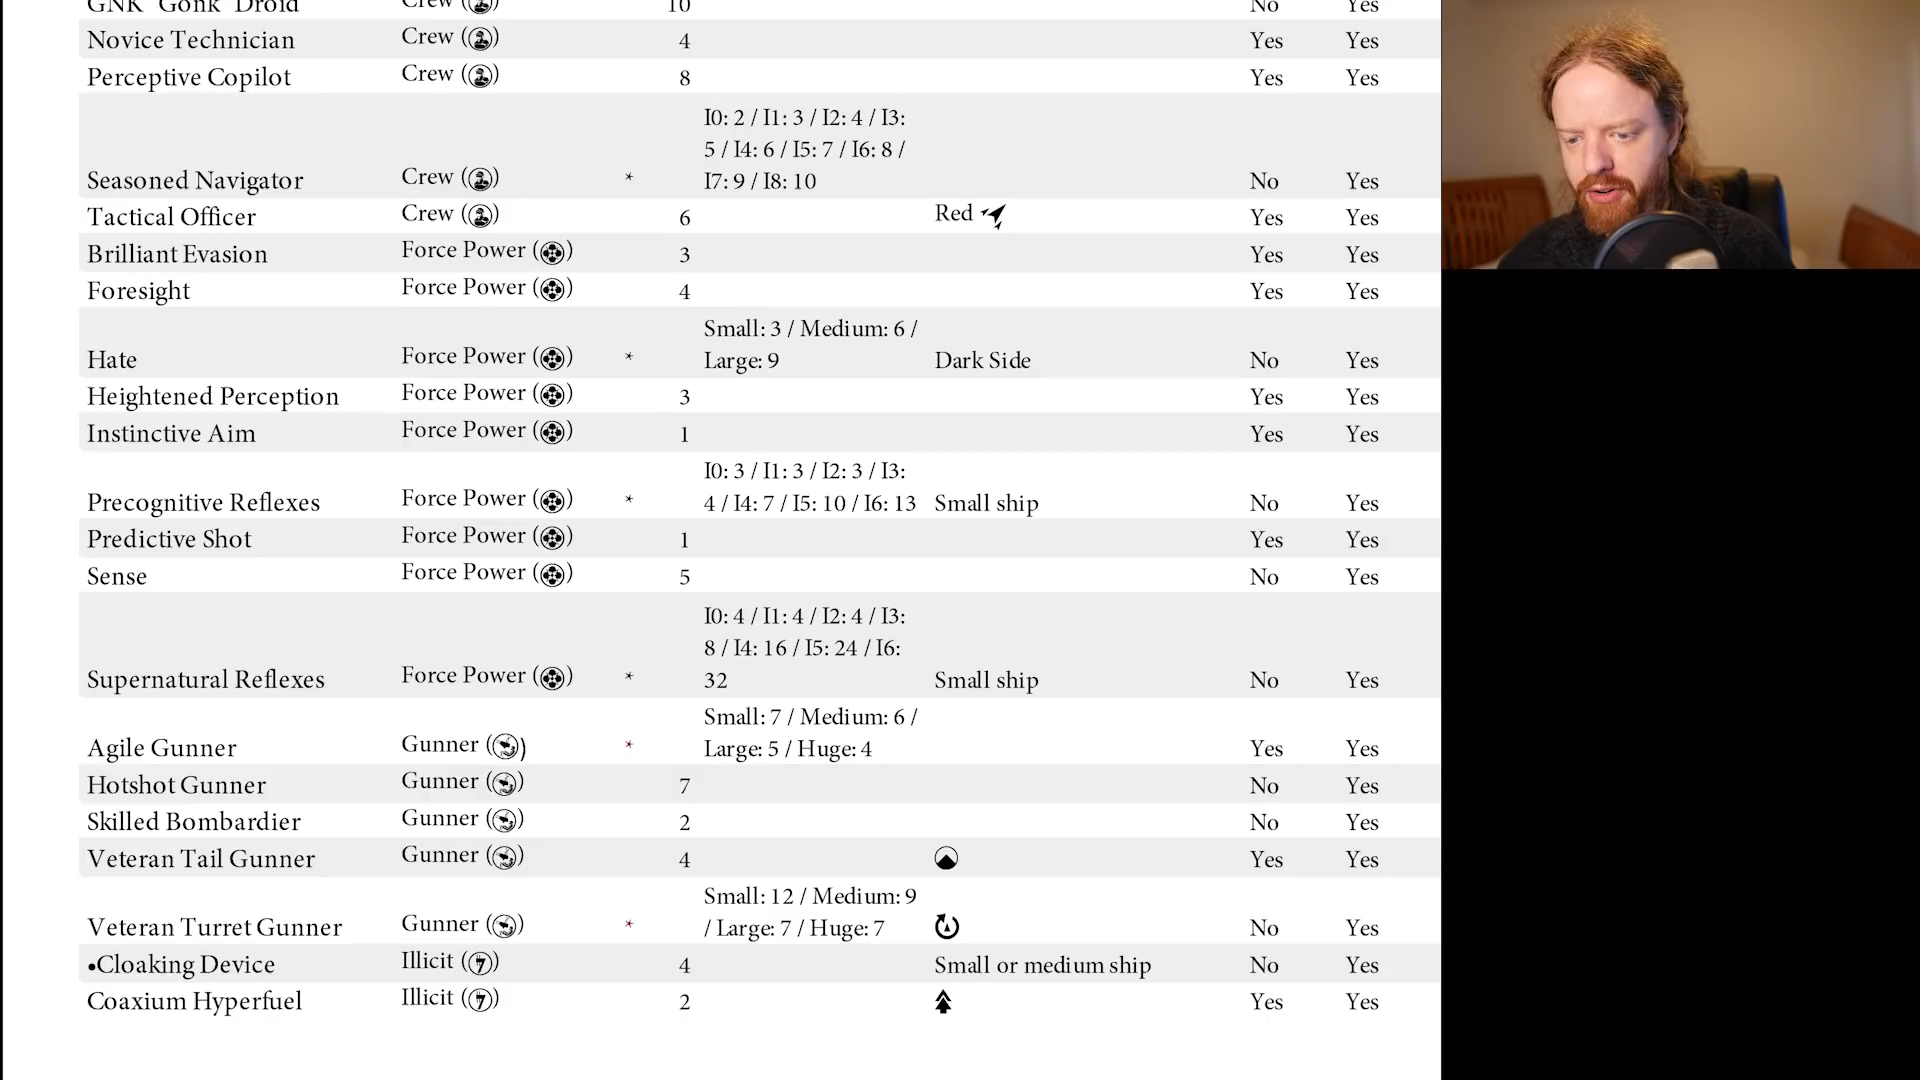 GNK "Gonk" Droid Crew () 10 No Yes
Novice Technician Crew () 4 Yes Yes
Perceptive Copilot Crew () 8 Yes Yes
I0: 2 / I1: 3 / I2: 4 / I3:
5 / I4: 6 / I5: 7 / I6: 8 /
Seasoned Navigator Crew () * I7: 9 / I8: 10 No Yes
Tactical Officer Crew () 6 Red Yes Yes
Brilliant Evasion Force Power () 3 Yes Yes
Foresight Force Power () 4 Yes Yes
Small: 3 / Medium: 6 /
Hate Force Power () * Large: 9 Dark Side No Yes
Heightened Perception Force Power () 3 Yes Yes
Instinctive Aim Force Power () 1 Yes Yes
I0: 3 / I1: 3 / I2: 3 / I3:
Precognitive Reflexes Force Power () * 4 / I4: 7 / I5: 10 / I6: 13 Small ship No Yes
Predictive Shot Force Power () 1 Yes Yes
Sense Force Power () 5 No Yes
I0: 4 / I1: 4 / I2: 4 / I3:
8 / I4: 16 / I5: 24 / I6:
Supernatural Reflexes Force Power () * 32 Small ship No Yes
Small: 7 / Medium: 6 /
Agile Gunner Gunner () * Large: 5 / Huge: 4 Yes Yes
Hotshot Gunner Gunner () 7 No Yes
Skilled Bombardier Gunner () 2 No Yes
Veteran Tail Gunner Gunner () 4 Yes Yes
Small: 12 / Medium: 9
Veteran Turret Gunner Gunner () * / Large: 7 / Huge: 7 No Yes
•Cloaking Device Illicit () 4 Small or medium ship No Yes
Coaxium Hyperfuel Illicit () 2 Yes Yes